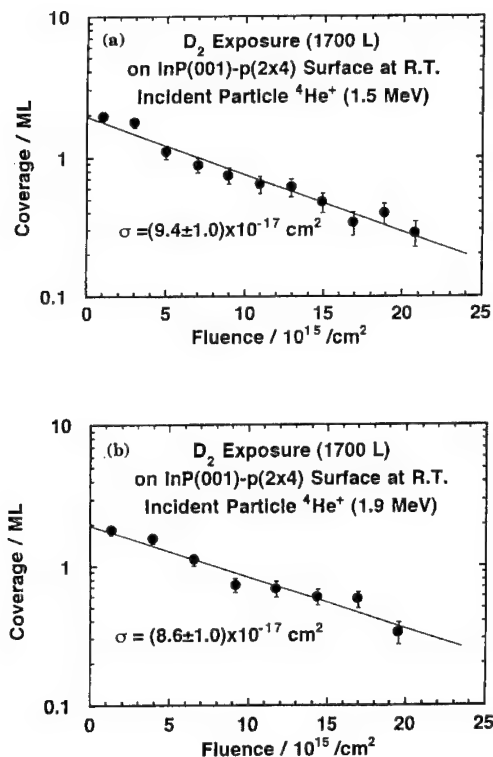 (a)
D₂ Exposure (1700 L)
on InP(001)-p(2x4) Surface at R.T.
Incident Particle ⁴He⁺ (1.5 MeV)
10
1
0.1
Coverage / ML
σ =(9.4±1.0)x10⁻¹⁷ cm²
0 5 10 15 20 25
Fluence / 10¹⁵ /cm²
(b)
D₂ Exposure (1700 L)
on InP(001)-p(2x4) Surface at R.T.
Incident Particle ⁴He⁺ (1.9 MeV)
10
1
0.1
Coverage / ML
σ =(8.6±1.0)x10⁻¹⁷ cm²
0 5 10 15 20 25
Fluence / 10¹⁵ /cm²